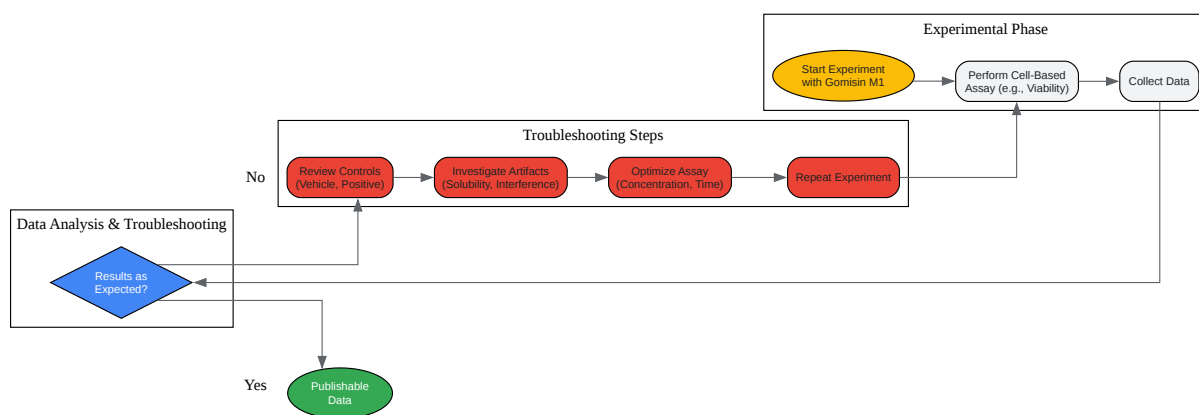 Experimental Phase
Start Experiment
with Gomisin M1
Perform Cell-Based
Assay (e.g., Viability)
Collect Data
Troubleshooting Steps
No
Review Controls
(Vehicle, Positive)
Investigate Artifacts
(Solubility, Interference)
Optimize Assay
(Concentration, Time)
Repeat Experiment
Data Analysis & Troubleshooting
Results as
Expected?
Yes
Publishable
Data